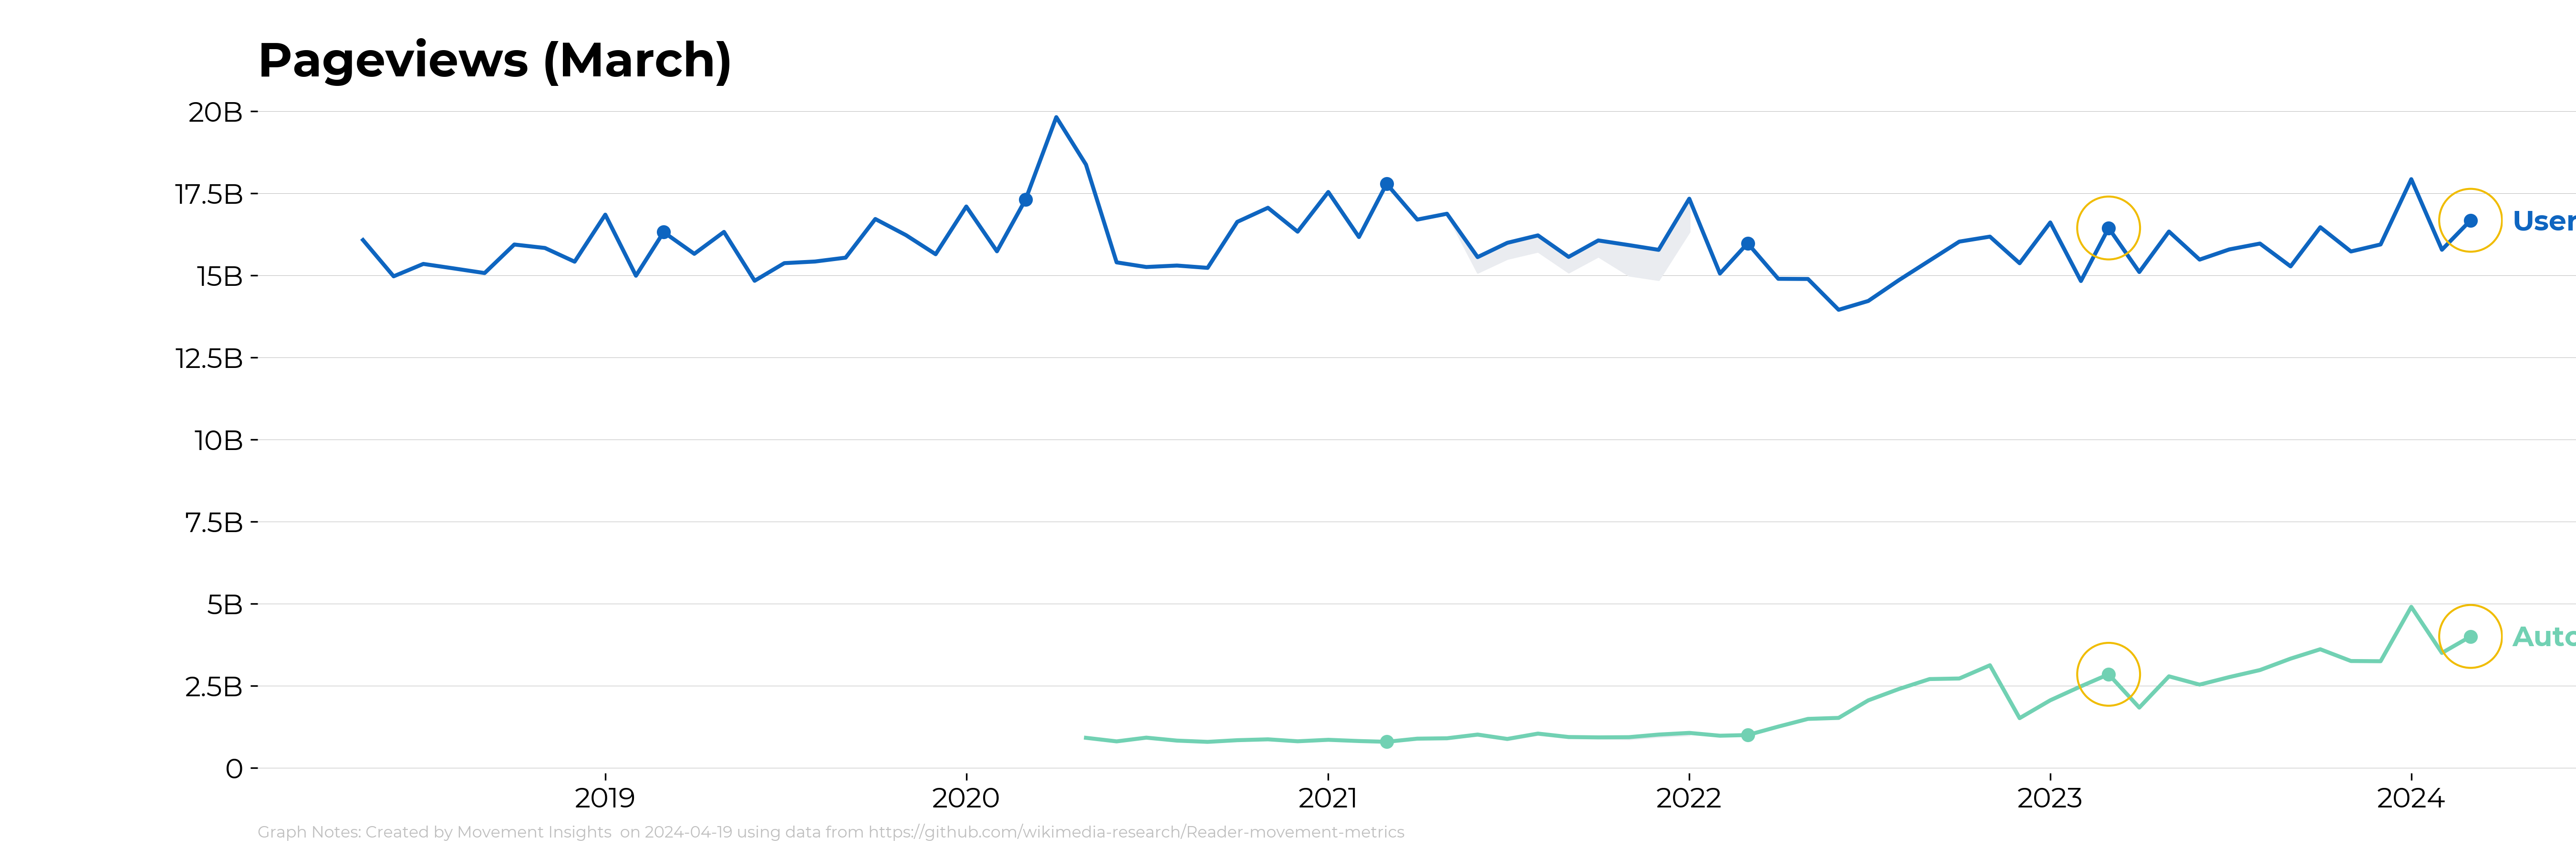 Pageviews (March)
20B
17.5B
15B
12.5B
10B
7.5B
5B
2.5B
0
User
Auto
2019 2020 2021 2022 2023 2024
Graph Notes: Created by Movement Insights on 2024-04-19 using data from https://github.com/wikimedia-research/Reader-movement-metrics